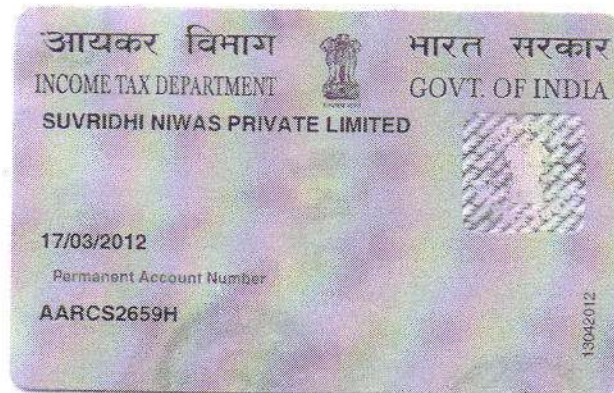 आयकर विभाग
भारत सरकार
INCOME TAX DEPARTMENT
GOVT. OF INDIA
SUVRIDHI NIWAS PRIVATE LIMITED
17/03/2012
Permanent Account Number
AARCS2659H
13042012